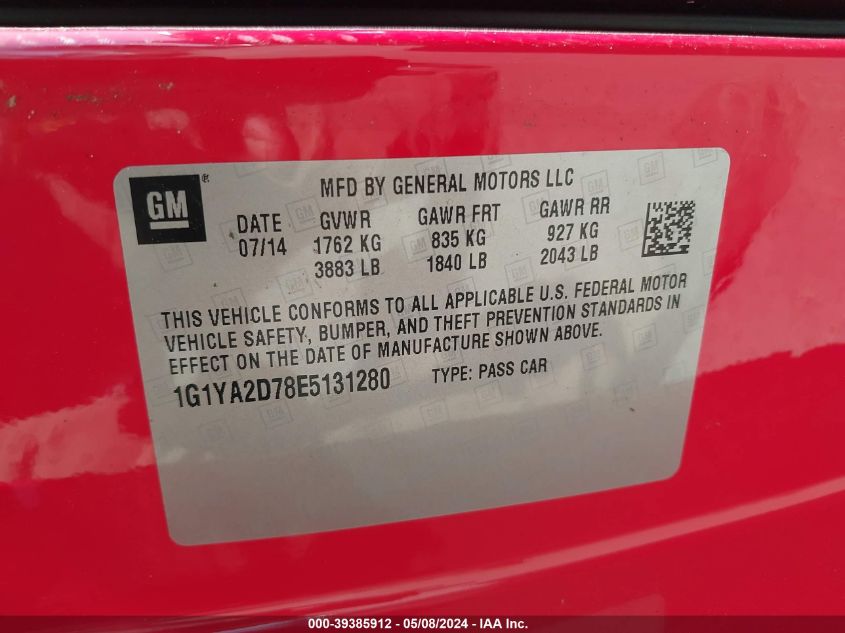 GM®
MFD BY GENERAL MOTORS LLC
DATE GVWR GAWR FRT GAWR RR
07/14 1762 KG 835 KG 927 KG
3883 LB 1840 LB 2043 LB
THIS VEHICLE CONFORMS TO ALL APPLICABLE U.S. FEDERAL MOTOR
VEHICLE SAFETY, BUMPER, AND THEFT PREVENTION STANDARDS IN
EFFECT ON THE DATE OF MANUFACTURE SHOWN ABOVE.
1G1YA2D78E5131280 TYPE: PASS CAR
000-39385912 / 05/08/2024 - IAA Inc.